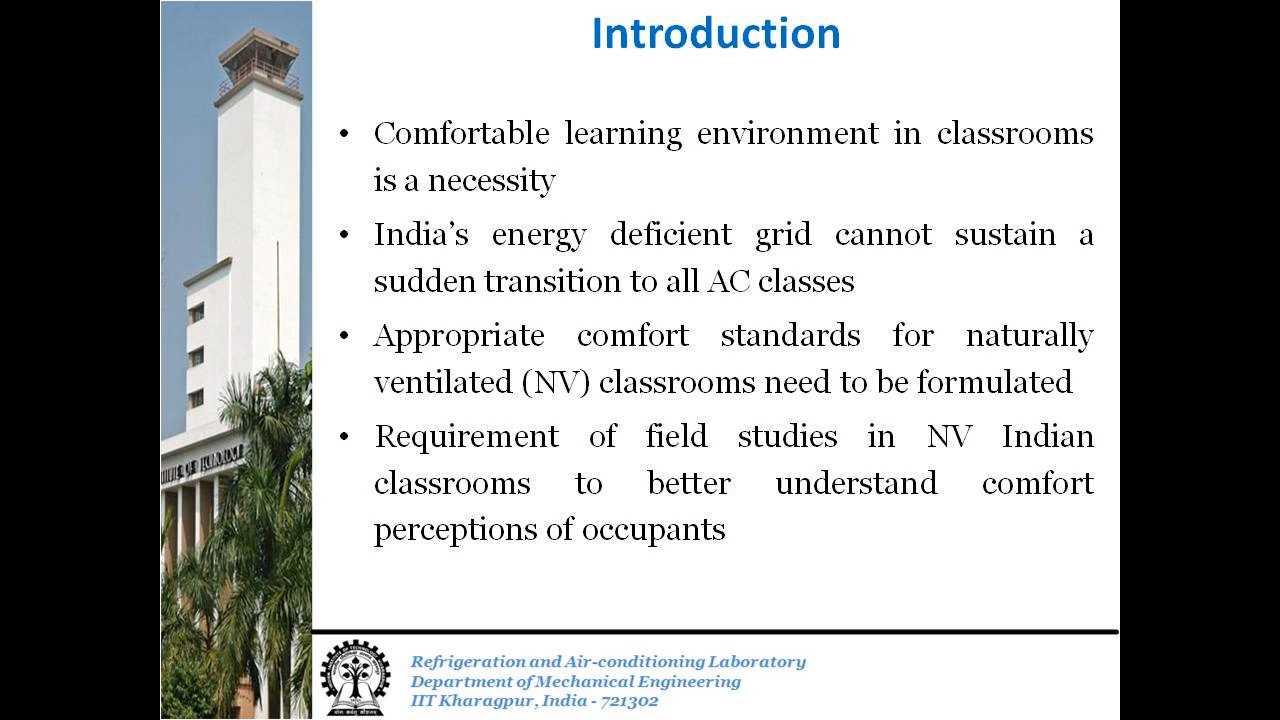 Introduction
• Comfortable learning environment in classrooms
is a necessity
• India’s energy deficient grid cannot sustain a
sudden transition to all AC classes
• Appropriate comfort standards for naturally
ventilated (NV) classrooms need to be formulated
• Requirement of field studies in NV Indian
classrooms to better understand comfort
perceptions of occupants
OF TECHNOLOGY
Refrigeration and Air-conditioning Laboratory
Department of Mechanical Engineering
IIT Kharagpur, India - 721302